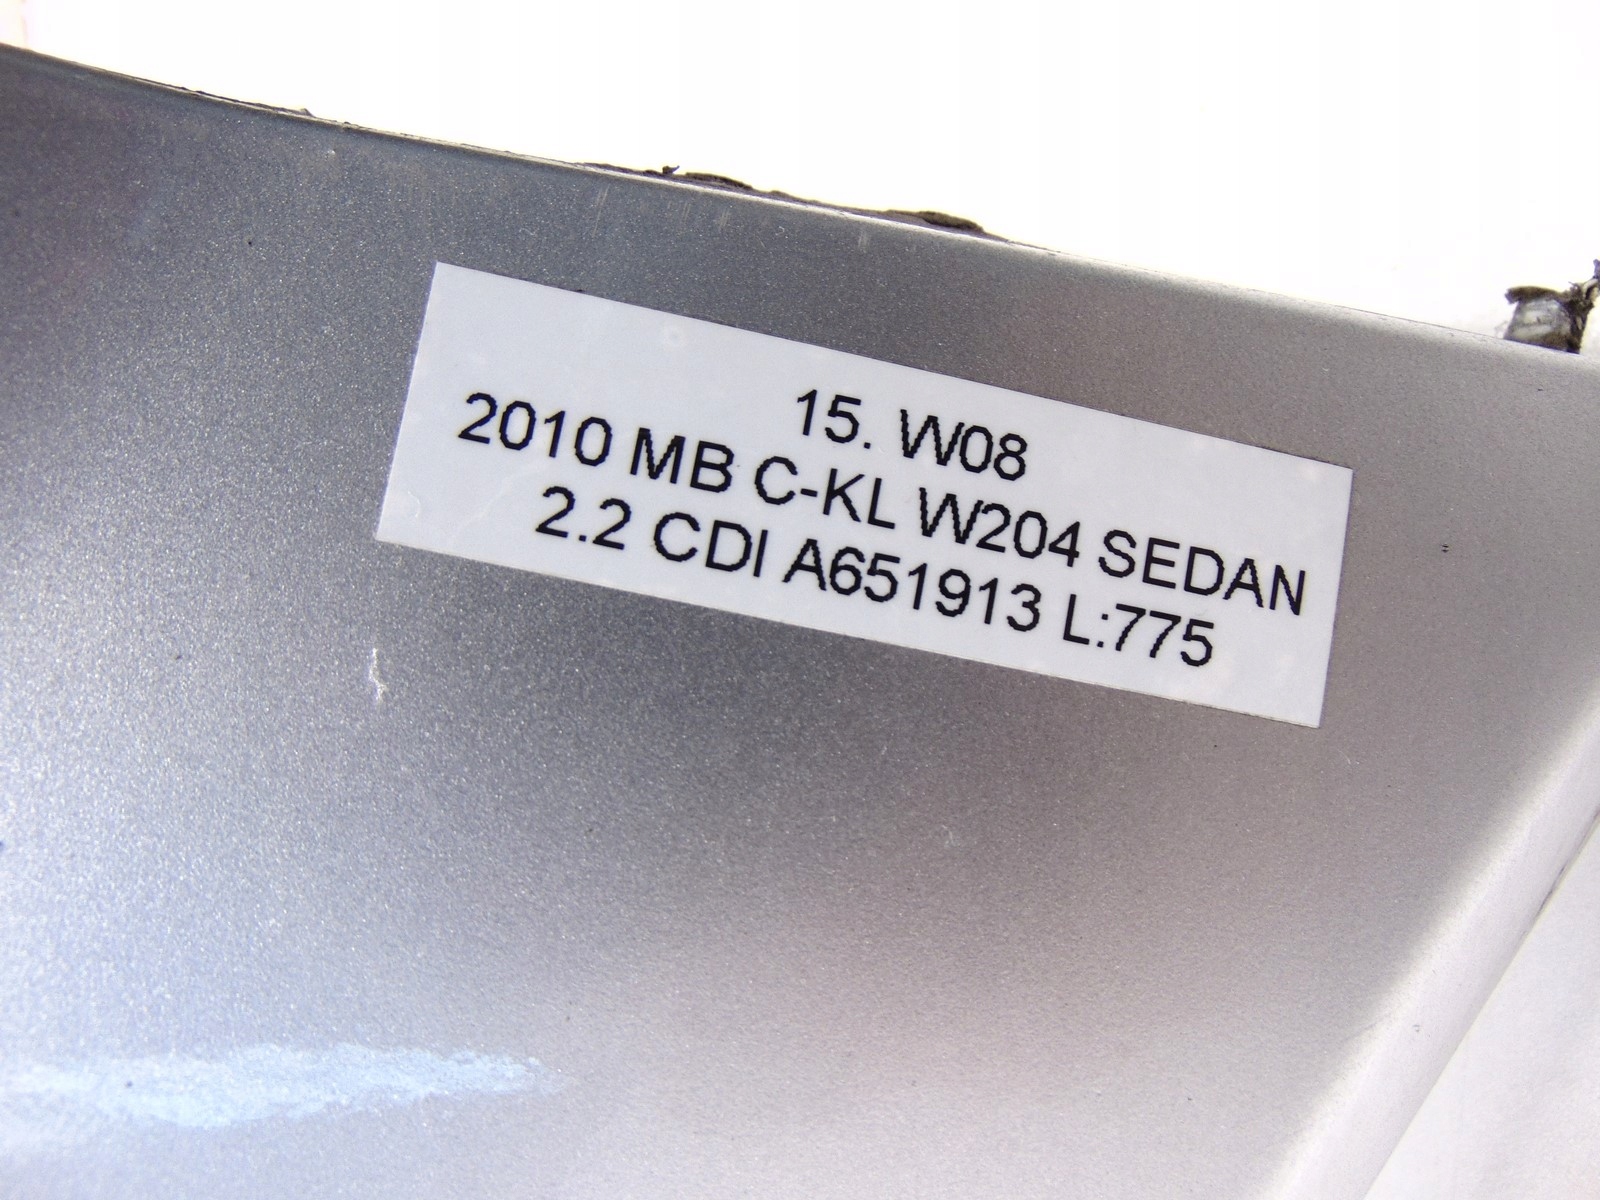 15. W08
2010 MB C-KL W204 SEDAN
2.2 CDI A651913 L:775